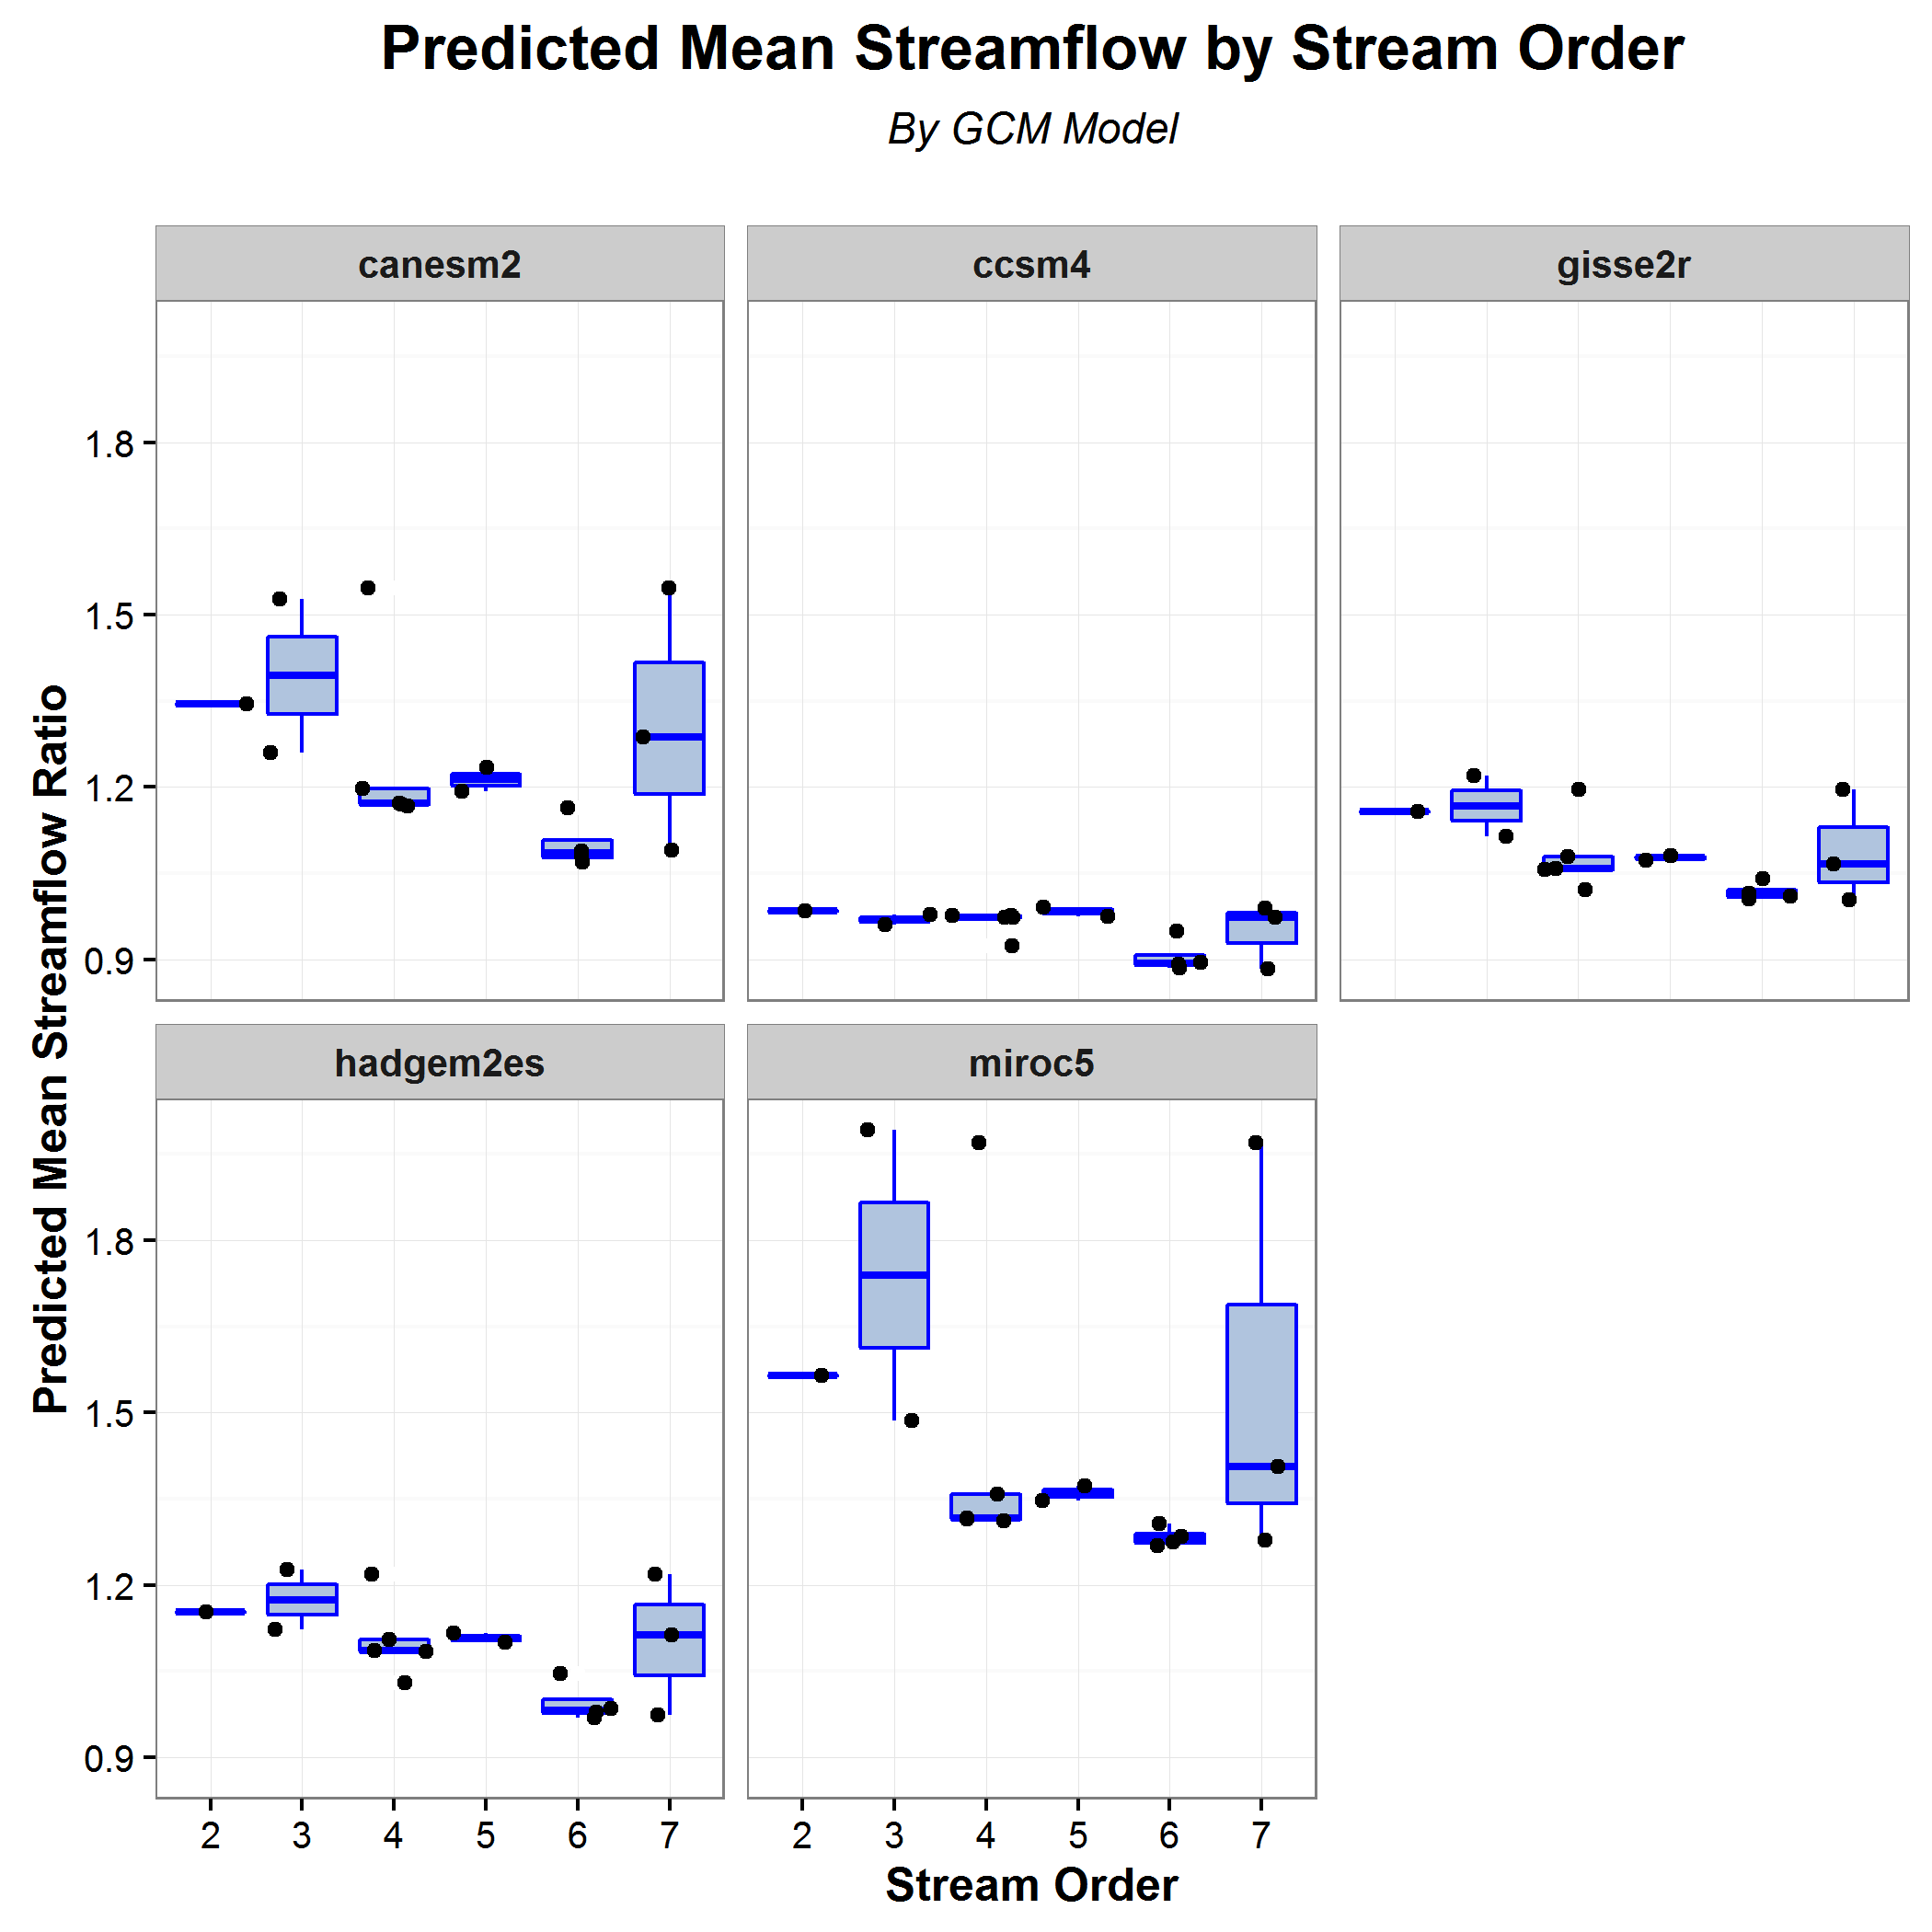 Predicted Mean Streamflow by Stream Order
By GCM Model
canesm2
ccsm4
gisse2r
1.8
1.5
1.2
0.9
Predicted Mean Streamflow Ratio
hadgem2es
miroc5
1.8
1.5
1.2
0.9
2 3 4 5 6 7
2 3 4 5 6 7
Stream Order